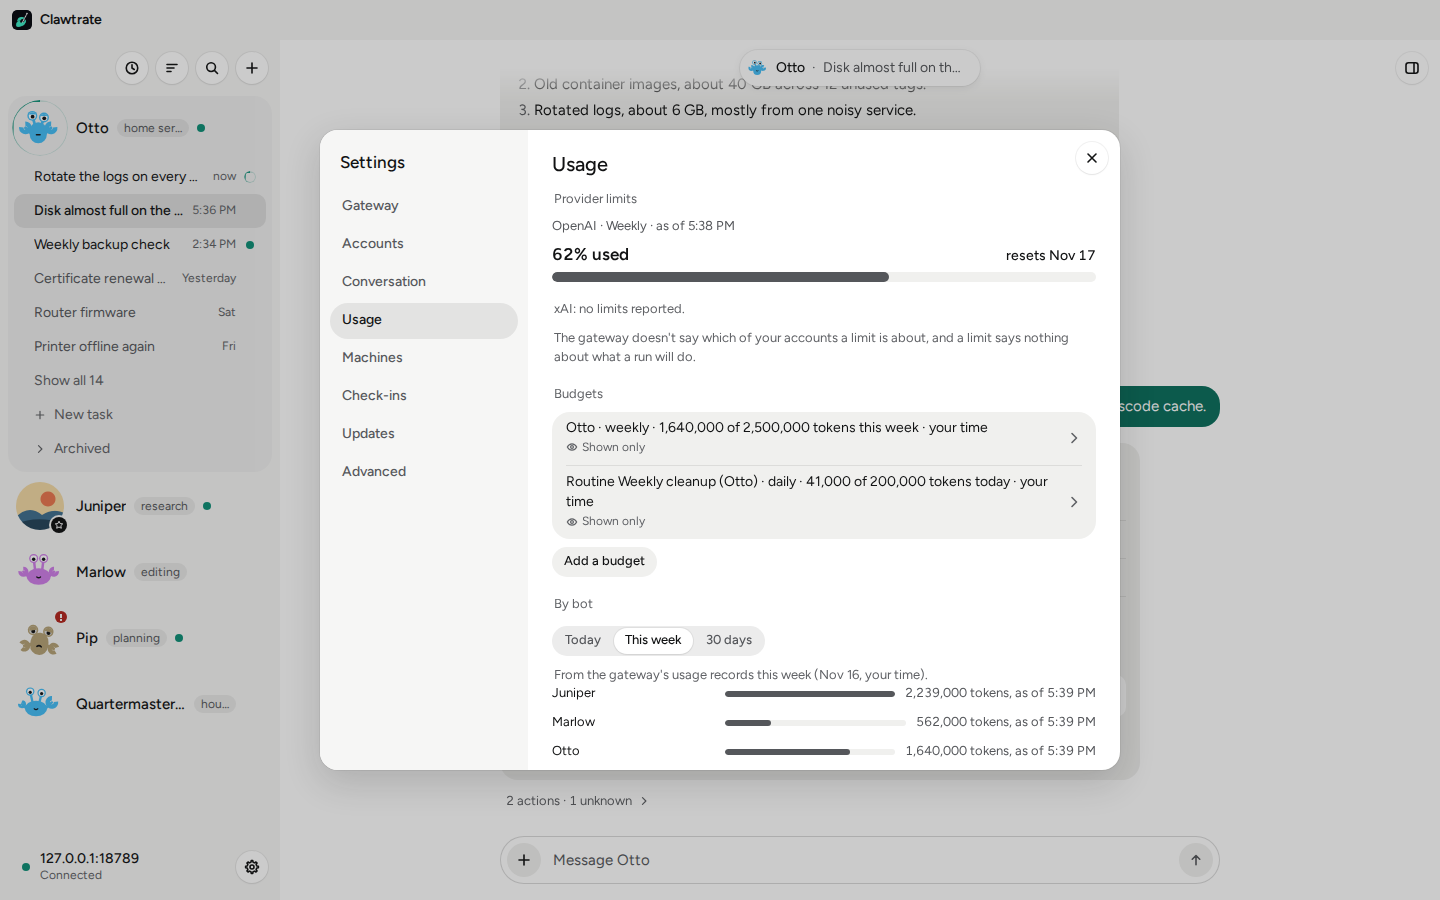 Clawtrate
Otto · Disk almost full on th...
Otto home ser...
Rotate the logs on every ... now
Disk almost full on the ... 5:36 PM
Weekly backup check 2:34 PM
Certificate renewal ... Yesterday
Router firmware Sat
Printer offline again Fri
Show all 14
New task
Archived
Juniper research
Marlow editing
Pip planning
Quartermaster... hou...
127.0.0.1:18789
Connected
2. Old container images, about 40 GB across 12 unused tags.
3. Rotated logs, about 6 GB, mostly from one noisy service.
Settings
Gateway
Accounts
Conversation
Usage
Machines
Check-ins
Updates
Advanced
Usage
Provider limits
OpenAI · Weekly · as of 5:38 PM
62% used resets Nov 17
xAI: no limits reported.
The gateway doesn't say which of your accounts a limit is about, and a limit says nothing
about what a run will do.
Budgets
Otto · weekly · 1,640,000 of 2,500,000 tokens this week · your time
Shown only
Routine Weekly cleanup (Otto) · daily · 41,000 of 200,000 tokens today · your
time
Shown only
Add a budget
By bot
Today This week 30 days
From the gateway's usage records this week (Nov 16, your time).
Juniper 2,239,000 tokens, as of 5:39 PM
Marlow 562,000 tokens, as of 5:39 PM
Otto 1,640,000 tokens, as of 5:39 PM
scode cache.
2 actions · 1 unknown
Message Otto